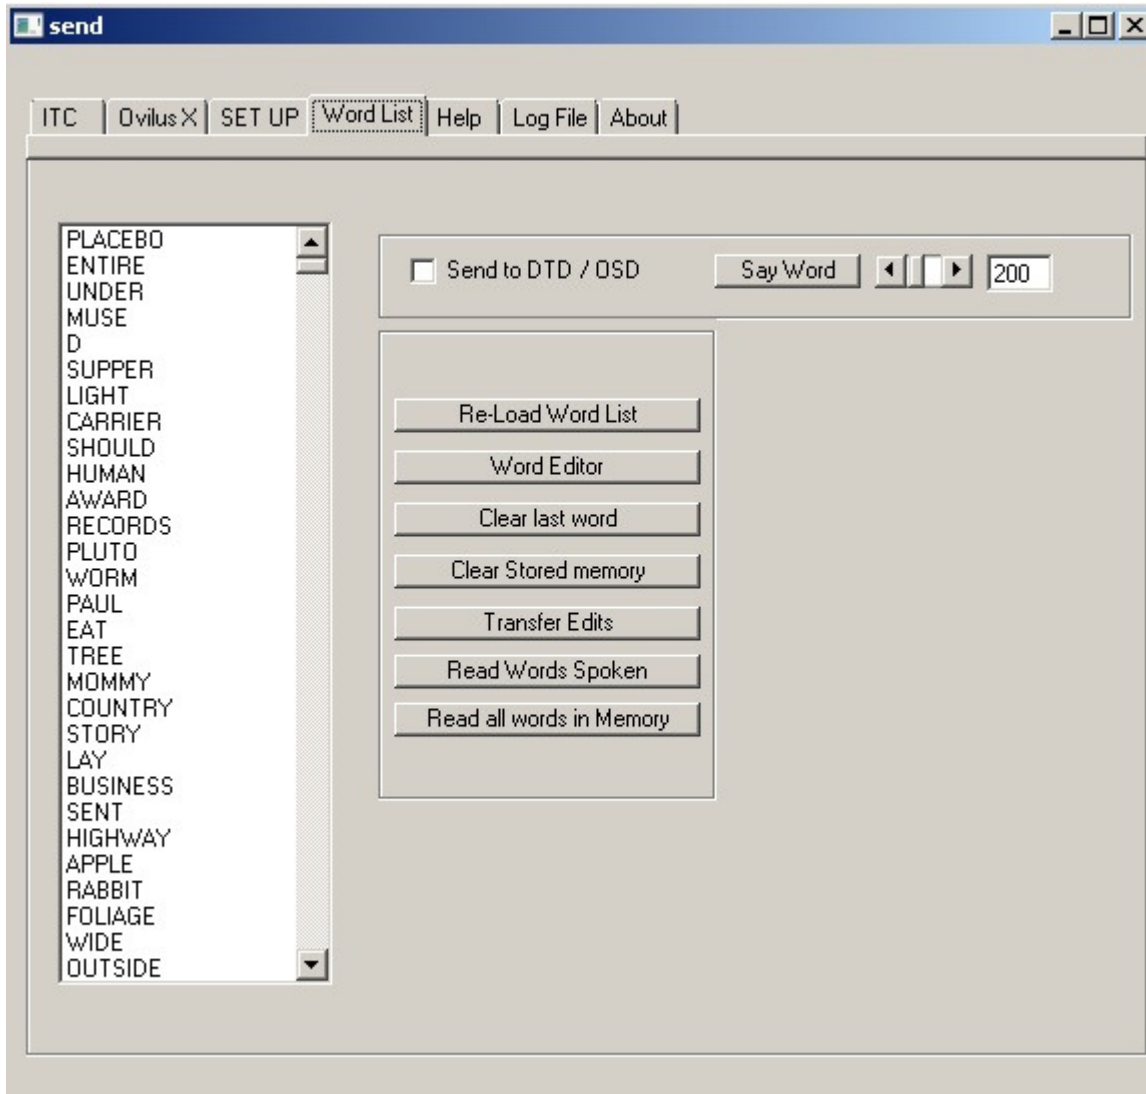 send
ITC Ovilus X SET UP Word List Help Log File About
PLACEBO
ENTIRE
UNDER
MUSE
D
SUPPER
LIGHT
CARRIER
SHOULD
HUMAN
AWARD
RECORDS
PLUTO
WORM
PAUL
EAT
TREE
MOMMY
COUNTRY
STORY
LAY
BUSINESS
SENT
HIGHWAY
APPLE
RABBIT
FOLIAGE
WIDE
OUTSIDE
Send to DTD / OSD Say Word 200
Re-Load Word List
Word Editor
Clear last word
Clear Stored memory
Transfer Edits
Read Words Spoken
Read all words in Memory